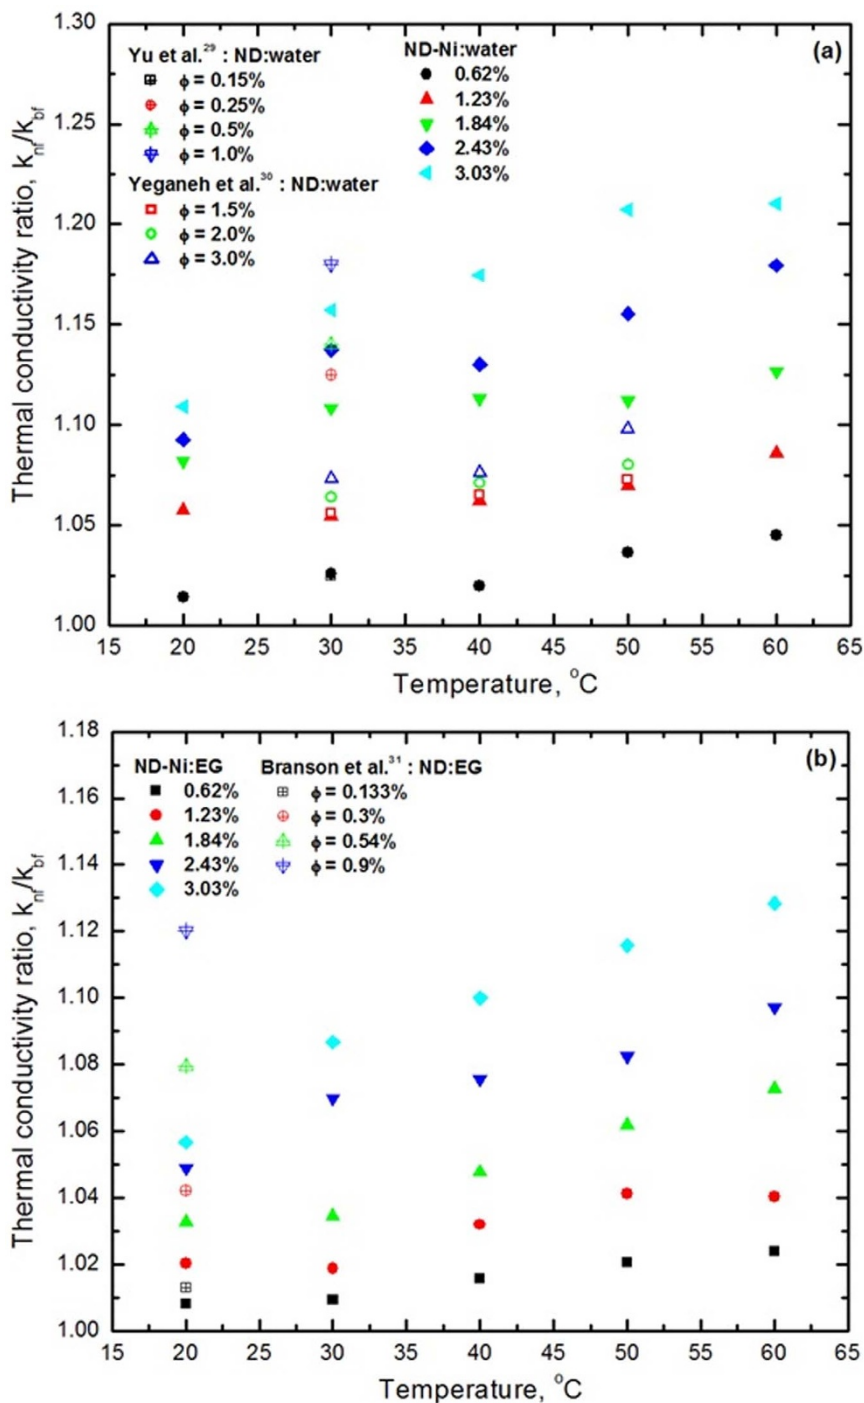 (a)
Yu et al.²⁹ : ND:water
ϕ = 0.15%
ϕ = 0.25%
ϕ = 0.5%
ϕ = 1.0%
Yeganeh et al.³⁰ : ND:water
ϕ = 1.5%
ϕ = 2.0%
ϕ = 3.0%
ND-Ni:water
0.62%
1.23%
1.84%
2.43%
3.03%
Thermal conductivity ratio, k_nf/k_bf
1.30
1.25
1.20
1.15
1.10
1.05
1.00
15 20 25 30 35 40 45 50 55 60 65
Temperature, °C
(b)
ND-Ni:EG
0.62%
1.23%
1.84%
2.43%
3.03%
Branson et al.³¹ : ND:EG
ϕ = 0.133%
ϕ = 0.3%
ϕ = 0.54%
ϕ = 0.9%
Thermal conductivity ratio, k_nf/k_bf
1.18
1.16
1.14
1.12
1.10
1.08
1.06
1.04
1.02
1.00
15 20 25 30 35 40 45 50 55 60 65
Temperature, °C